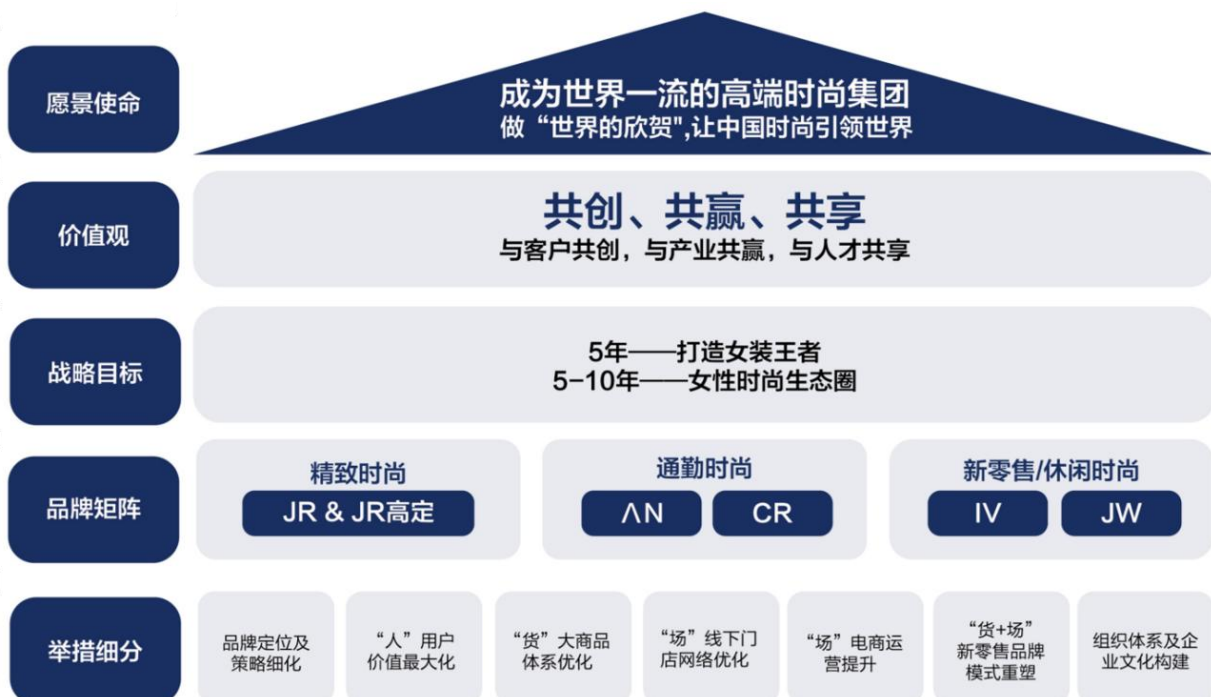 愿景使命
成为世界一流的高端时尚集团
做“世界的欣贺",让中国时尚引领世界
价值观
共创、共赢、共享
与客户共创，与产业共赢，与人才共享
战略目标
5年——打造女装王者
5-10年——女性时尚生态圈
品牌矩阵
精致时尚
JR & JR高定
通勤时尚
ΛN
CR
新零售/休闲时尚
IV
JW
举措细分
品牌定位及
策略细化
“人”用户
价值最大化
“货”大商品
体系优化
“场”线下门
店网络优化
“场”电商运
营提升
“货+场”
新零售品牌
模式重塑
组织体系及企
业文化构建